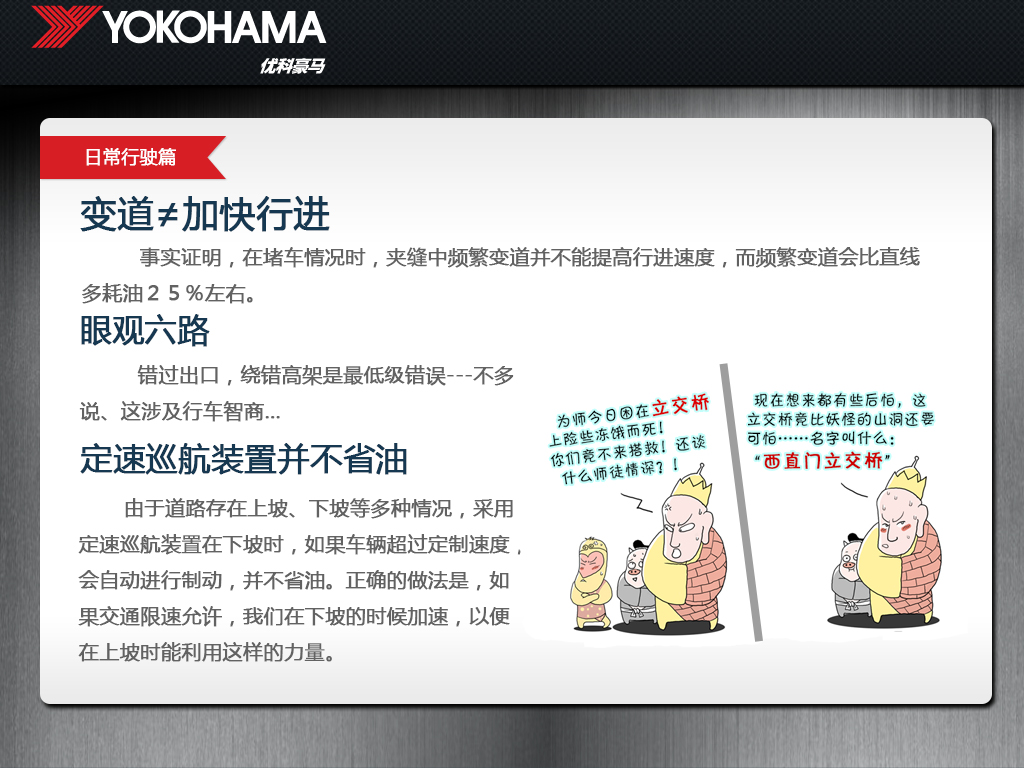 YOKOHAMA
优科豪马
日常行驶篇
变道≠加快行进
事实证明，在堵车情况时，夹缝中频繁变道并不能提高行进速度，而频繁变道会比直线
多耗油２５％左右。
眼观六路
错过出口，绕错高架是最低级错误---不多
说、这涉及行车智商...
定速巡航装置并不省油
由于道路存在上坡、下坡等多种情况，采用
定速巡航装置在下坡时，如果车辆超过定制速度，
会自动进行制动，并不省油。正确的做法是，如
果交通限速允许，我们在下坡的时候加速，以便
在上坡时能利用这样的力量。
为师今日困在立交桥
上险些冻饿而死！
你们竟不来搭救！还谈
什么师徒情深？！
现在想来都有些后怕，这
立交桥竟比妖怪的山洞还要
可怕……名字叫什么：
“西直门立交桥”